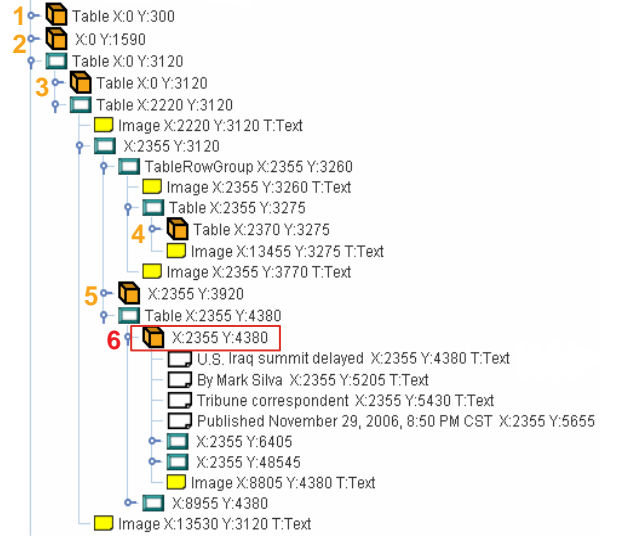 1 Table X:0 Y:300
2 X:0 Y:1590
Table X:0 Y:3120
3 Table X:0 Y:3120
Table X:2220 Y:3120
Image X:2220 Y:3120 T:Text
X:2355 Y:3120
TableRowGroup X:2355 Y:3260
Image X:2355 Y:3260 T:Text
Table X:2355 Y:3275
4 Table X:2370 Y:3275
Image X:13455 Y:3275 T:Text
Image X:2355 Y:3770 T:Text
5 X:2355 Y:3920
Table X:2355 Y:4380
6 X:2355 Y:4380
U.S. Iraq summit delayed X:2355 Y:4380 T:Text
By Mark Silva X:2355 Y:5205 T:Text
Tribune correspondent X:2355 Y:5430 T:Text
Published November 29, 2006, 8:50 PM CST X:2355 Y:5655
X:2355 Y:6405
X:2355 Y:48545
Image X:8805 Y:4380 T:Text
X:8955 Y:4380
Image X:13530 Y:3120 T:Text